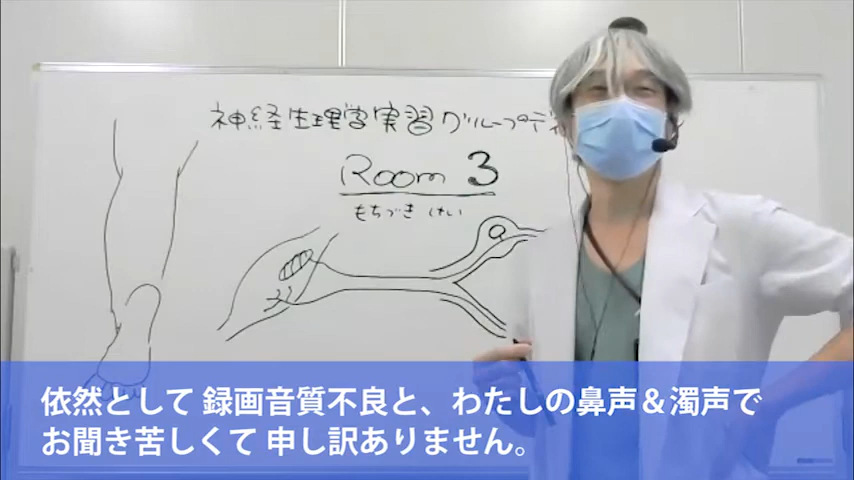 神経生理学実習グループディ
Room 3
もちづき けい
依然として 録画音質不良と、わたしの鼻声＆濁声で
お聞き苦しくて 申し訳ありません。